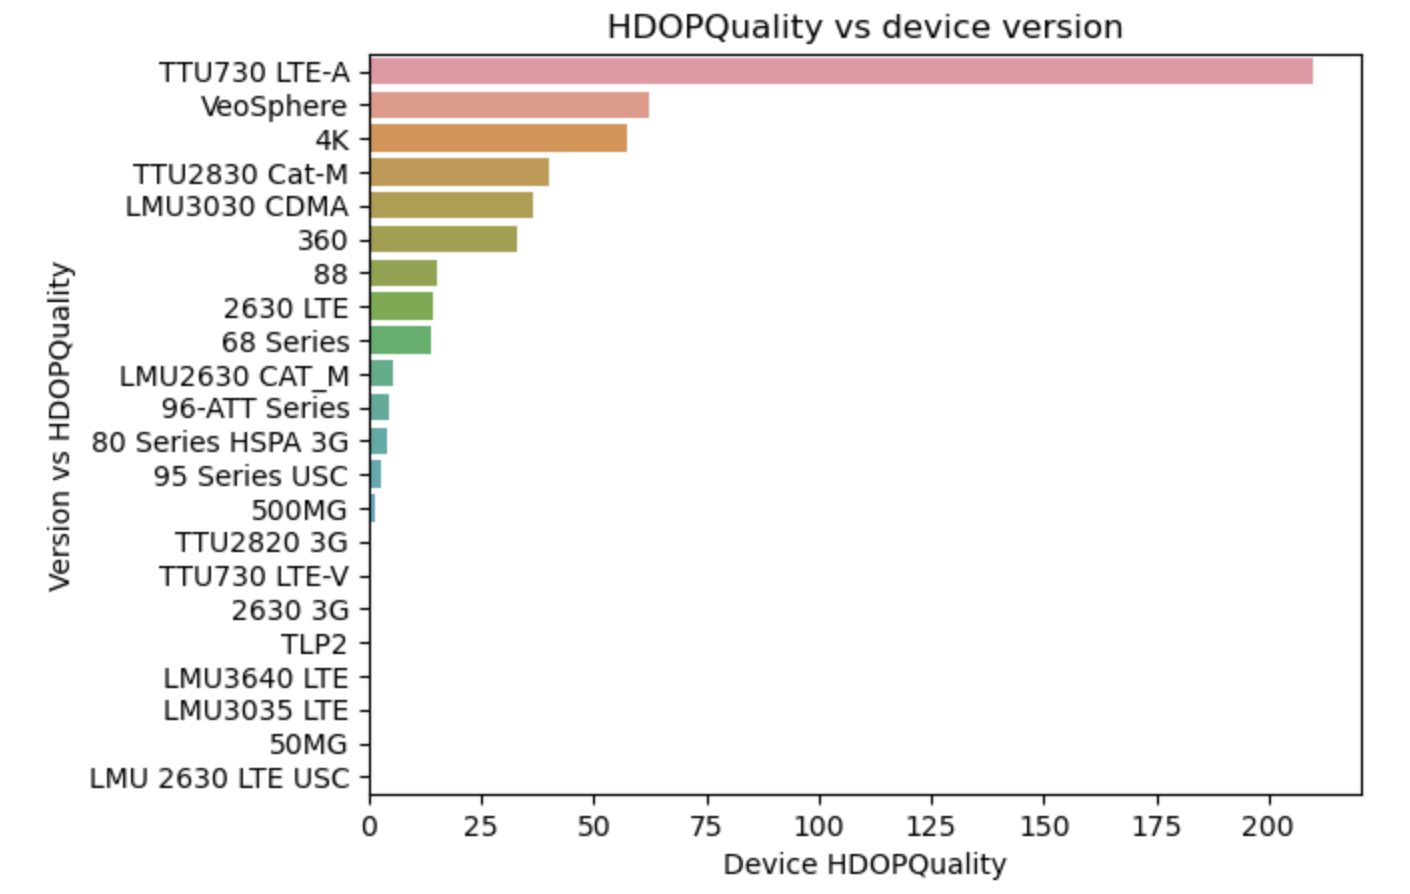 HDOPQuality vs device version
Version vs HDOPQuality
TTU730 LTE-A
VeoSphere
4K
TTU2830 Cat-M
LMU3030 CDMA
360
88
2630 LTE
68 Series
LMU2630 CAT_M
96-ATT Series
80 Series HSPA 3G
95 Series USC
500MG
TTU2820 3G
TTU730 LTE-V
2630 3G
TLP2
LMU3640 LTE
LMU3035 LTE
50MG
LMU 2630 LTE USC
0 25 50 75 100 125 150 175 200
Device HDOPQuality